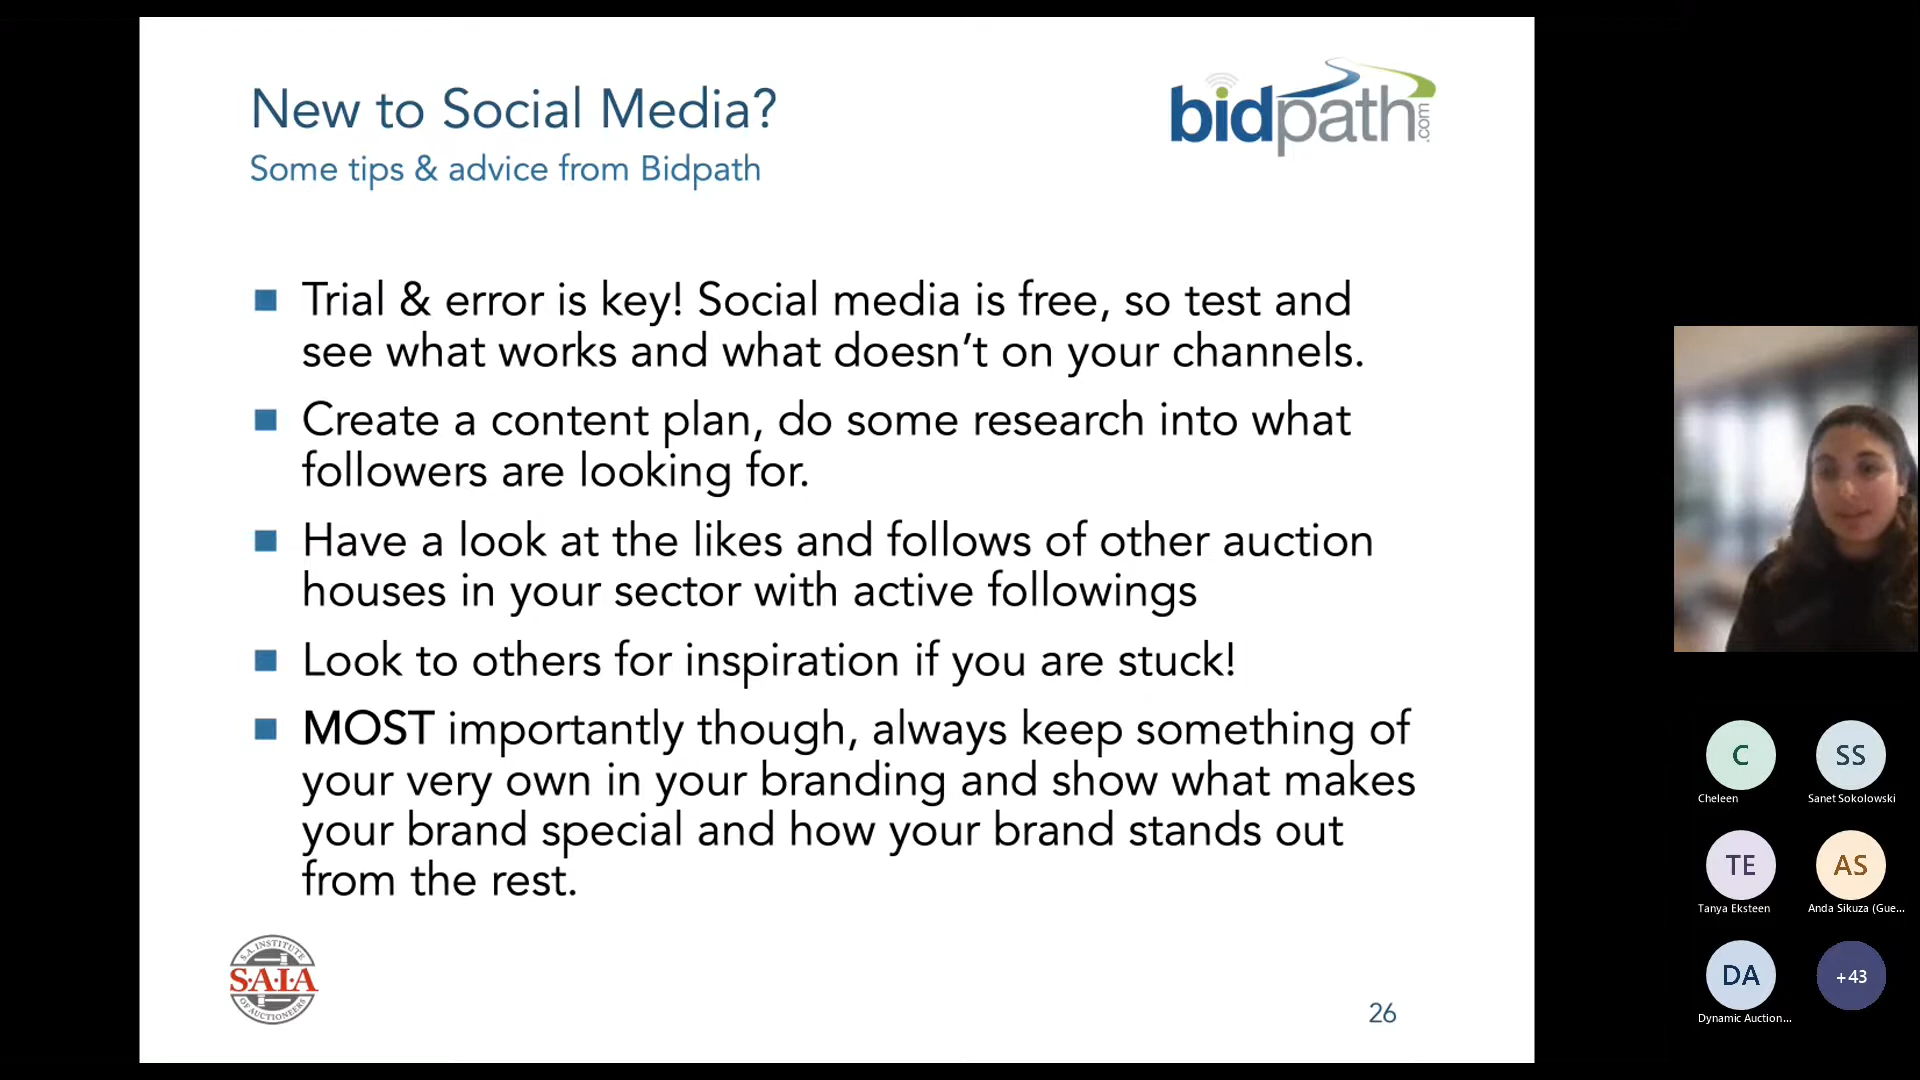 New to Social Media?
Some tips & advice from Bidpath
bidpath.com
Trial & error is key! Social media is free, so test and
see what works and what doesn’t on your channels.
Create a content plan, do some research into what
followers are looking for.
Have a look at the likes and follows of other auction
houses in your sector with active followings
Look to others for inspiration if you are stuck!
MOST importantly though, always keep something of
your very own in your branding and show what makes
your brand special and how your brand stands out
from the rest.
S.A. INSTITUTE
S·A·I·A
OF AUCTIONEERS
26
C
Cheleen
SS
Sanet Sokolowski
TE
Tanya Eksteen
AS
Anda Sikuza (Gue...
DA
Dynamic Auction...
+43